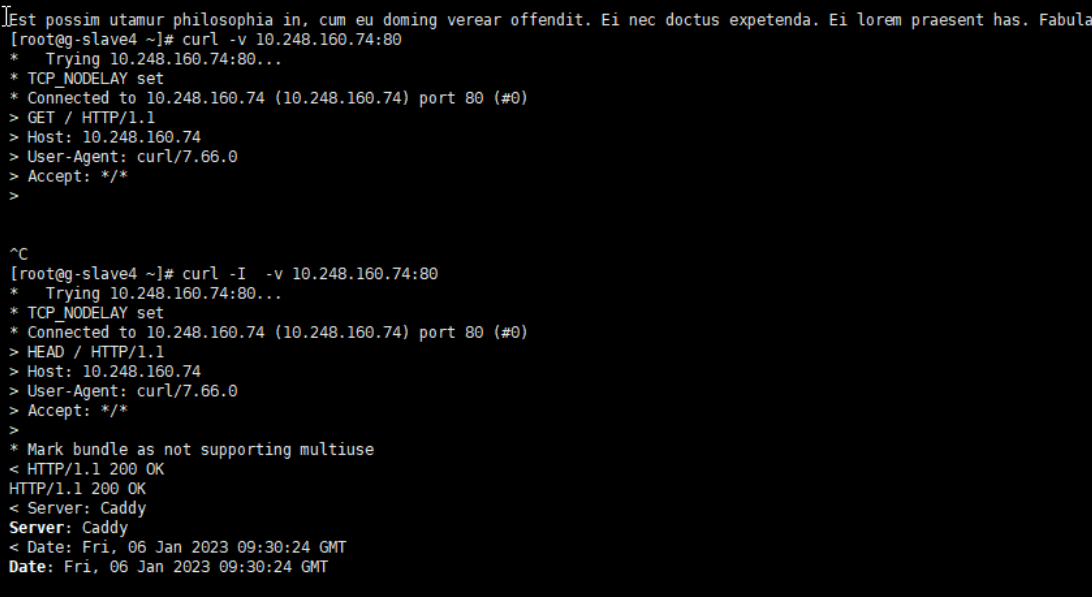 Est possim utamur philosophia in, cum eu doming verear offendit. Ei nec doctus expetenda. Ei lorem praesent has. Fabula
[root@g-slave4 ~]# curl -v 10.248.160.74:80
*   Trying 10.248.160.74:80...
* TCP_NODELAY set
* Connected to 10.248.160.74 (10.248.160.74) port 80 (#0)
> GET / HTTP/1.1
> Host: 10.248.160.74
> User-Agent: curl/7.66.0
> Accept: */*
>
^C
[root@g-slave4 ~]# curl -I  -v 10.248.160.74:80
*   Trying 10.248.160.74:80...
* TCP_NODELAY set
* Connected to 10.248.160.74 (10.248.160.74) port 80 (#0)
> HEAD / HTTP/1.1
> Host: 10.248.160.74
> User-Agent: curl/7.66.0
> Accept: */*
>
* Mark bundle as not supporting multiuse
< HTTP/1.1 200 OK
HTTP/1.1 200 OK
< Server: Caddy
Server: Caddy
< Date: Fri, 06 Jan 2023 09:30:24 GMT
Date: Fri, 06 Jan 2023 09:30:24 GMT